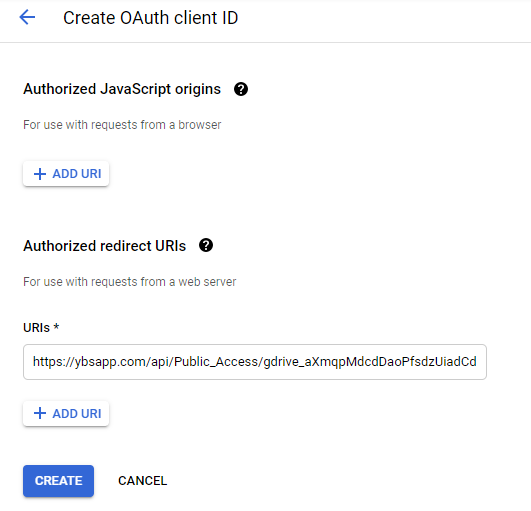 Create OAuth client ID
Authorized JavaScript origins
For use with requests from a browser
ADD URI
Authorized redirect URIs
For use with requests from a web server
URIs *
https://ybsapp.com/api/Public_Access/gdrive_aXmqpMdcdDaoPfsdzUiadCd
ADD URI
CREATE CANCEL